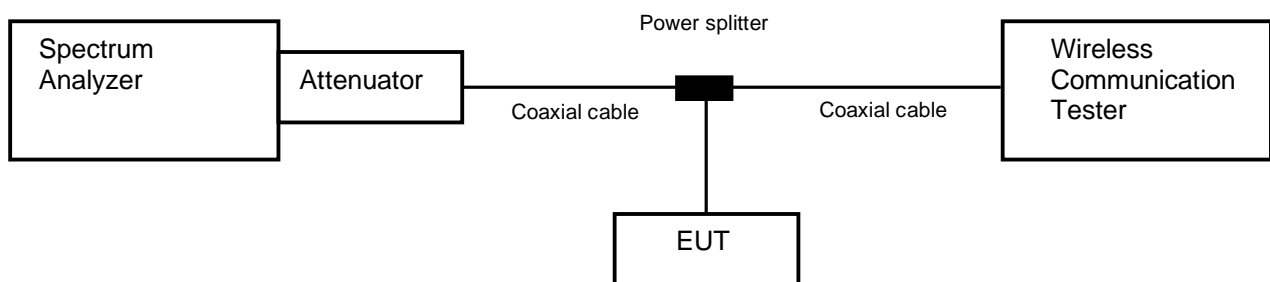 Power splitter
Spectrum
Analyzer
Attenuator
Coaxial cable
Coaxial cable
Wireless
Communication
Tester
EUT